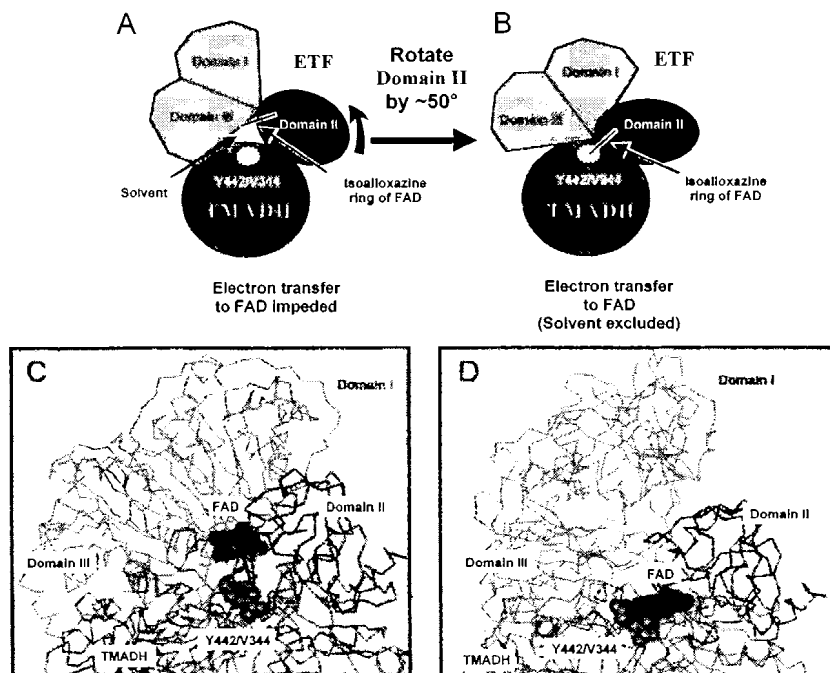 A
Domain I
ETF
Domain III
Domain II
Solvent
Y442/V344
Isoalloxazine
ring of FAD
TMADH
Electron transfer
to FAD impeded
Rotate
Domain II
by ~50°
B
Domain I
ETF
Domain III
Domain II
Y442/V344
Isoalloxazine
ring of FAD
TMADH
Electron transfer
to FAD
(Solvent excluded)
C
Domain I
FAD
Domain II
Domain III
Y442/V344
TMADH
D
Domain I
Domain II
Domain III
FAD
Y442/V344
TMADH